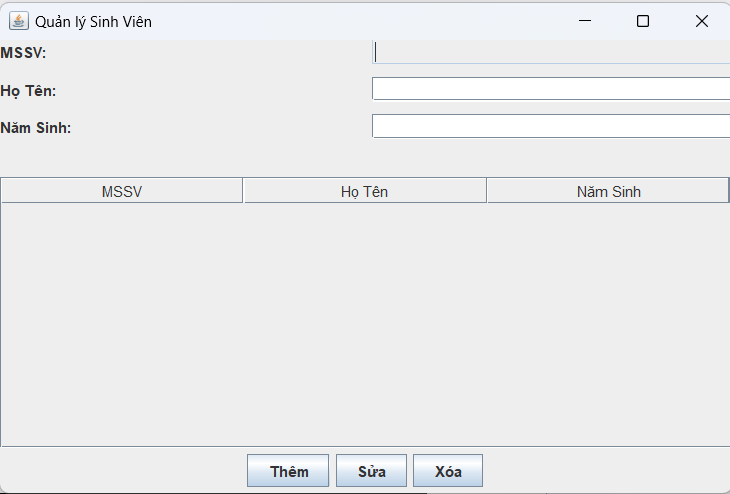 Quản lý Sinh Viên
MSSV:
Họ Tên:
Năm Sinh:
MSSV Họ Tên Năm Sinh
Thêm Sửa Xóa